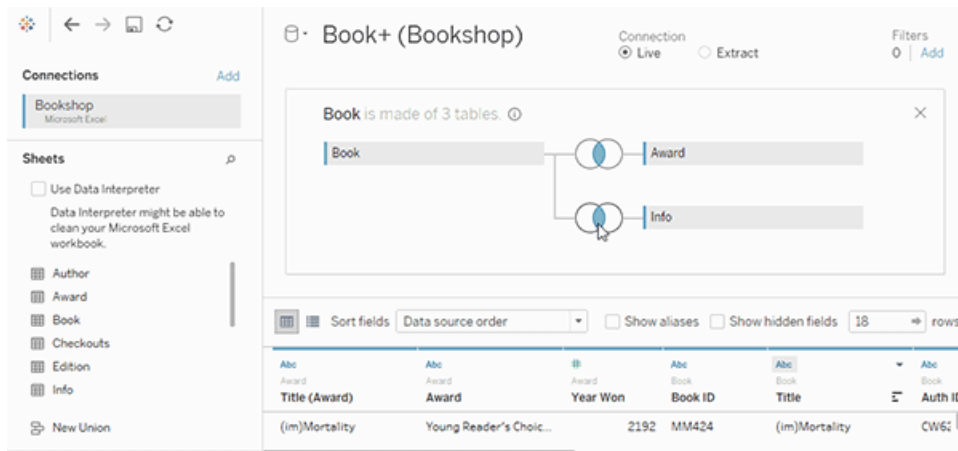 Book+ (Bookshop)
Connection
Live
Extract
Filters
0 | Add
Connections
Add
Bookshop
Microsoft Excel
Sheets
Use Data Interpreter
Data Interpreter might be able to
clean your Microsoft Excel
workbook.
Author
Award
Book
Checkouts
Edition
Info
New Union
Book is made of 3 tables.
Book
Award
Info
Sort fields Data source order
Show aliases
Show hidden fields
18
rows
Abc Abc # Abc Abc Abc
Award Award Award Book Book Book
Title (Award) Award Year Won Book ID Title Auth
(im)Mortality Young Reader's Choic... 2192 MM424 (im)Mortality